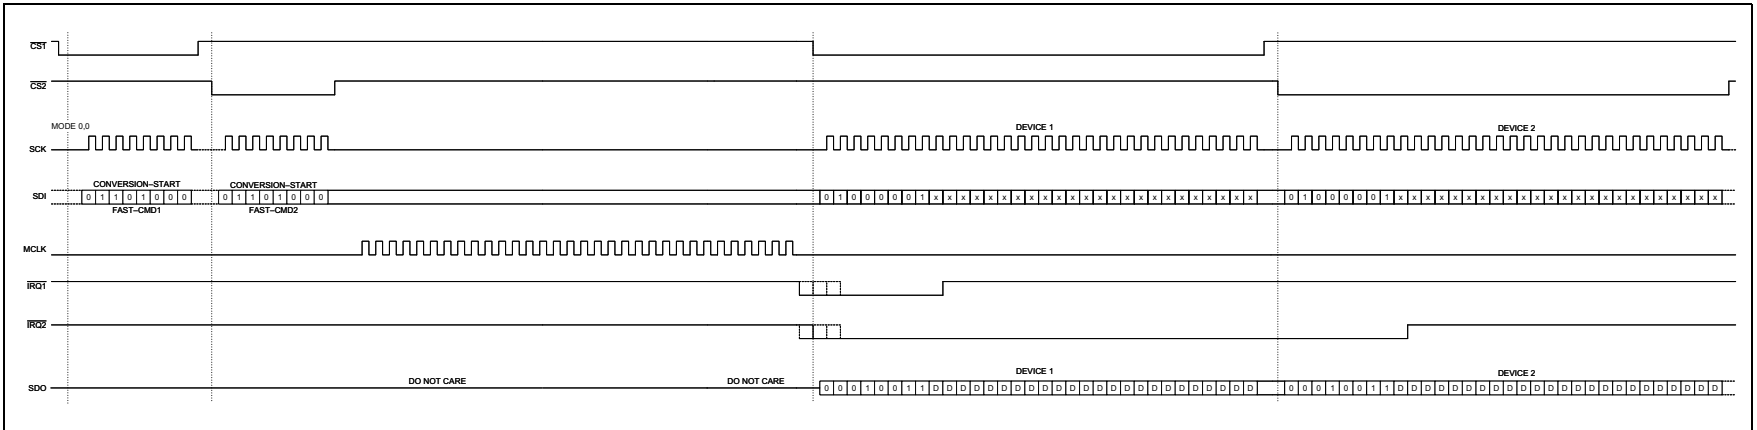 CS1
CS2
MODE 0,0
DEVICE 1 DEVICE 2
SCK
CONVERSION–START CONVERSION–START
SDI 0 1 1 0 1 0 0 0 0 1 1 0 1 0 0 0 0 1 0 0 0 0 0 1 x x x x x x x x x x x x x x x x x x x x x x x x 0 1 0 0 0 0 0 1 x x x x x x x x x x x x x x x x x x x x x x x x
FAST–CMD1 FAST–CMD2
MCLK
IRQ1
IRQ2
DEVICE 1 DEVICE 2
DO NOT CARE DO NOT CARE
SDO 0 0 0 1 0 0 1 1 D D D D D D D D D D D D D D D D D D D D D D D D 0 0 0 1 0 0 1 1 D D D D D D D D D D D D D D D D D D D D D D D D